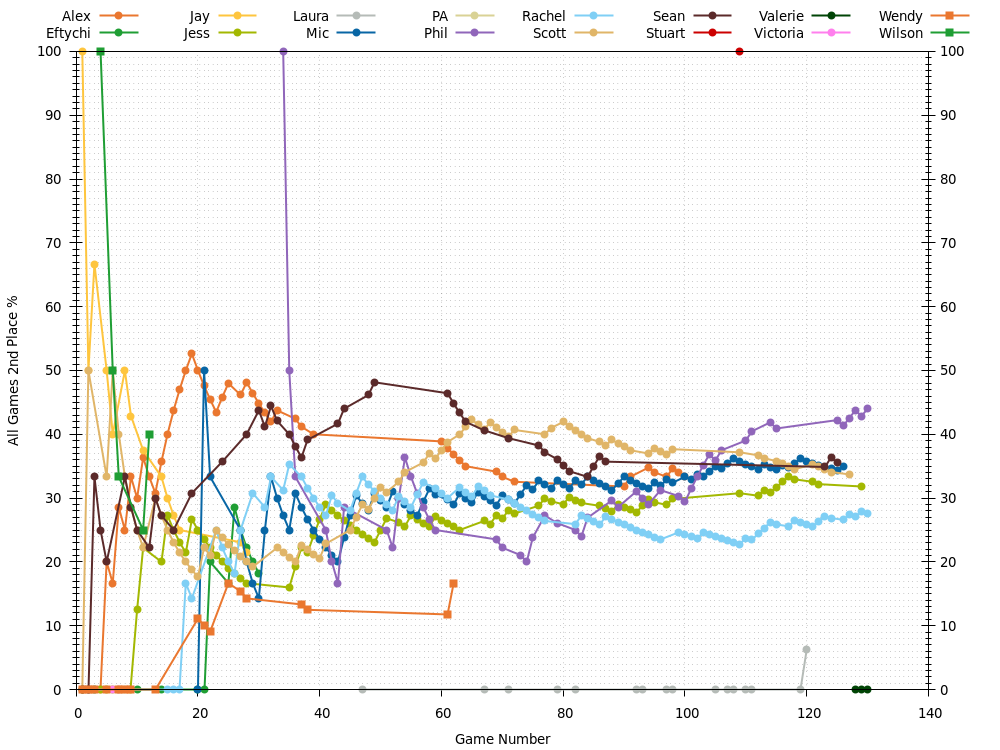 Alex Jay Laura PA Rachel Sean Valerie Wendy
Eftychi Jess Mic Phil Scott Stuart Victoria Wilson
100 100
90 90
80 80
70 70
60 60
50 50
40 40
30 30
20 20
10 10
0 0
0 20 40 60 80 100 120 140
All Games 2nd Place %
Game Number